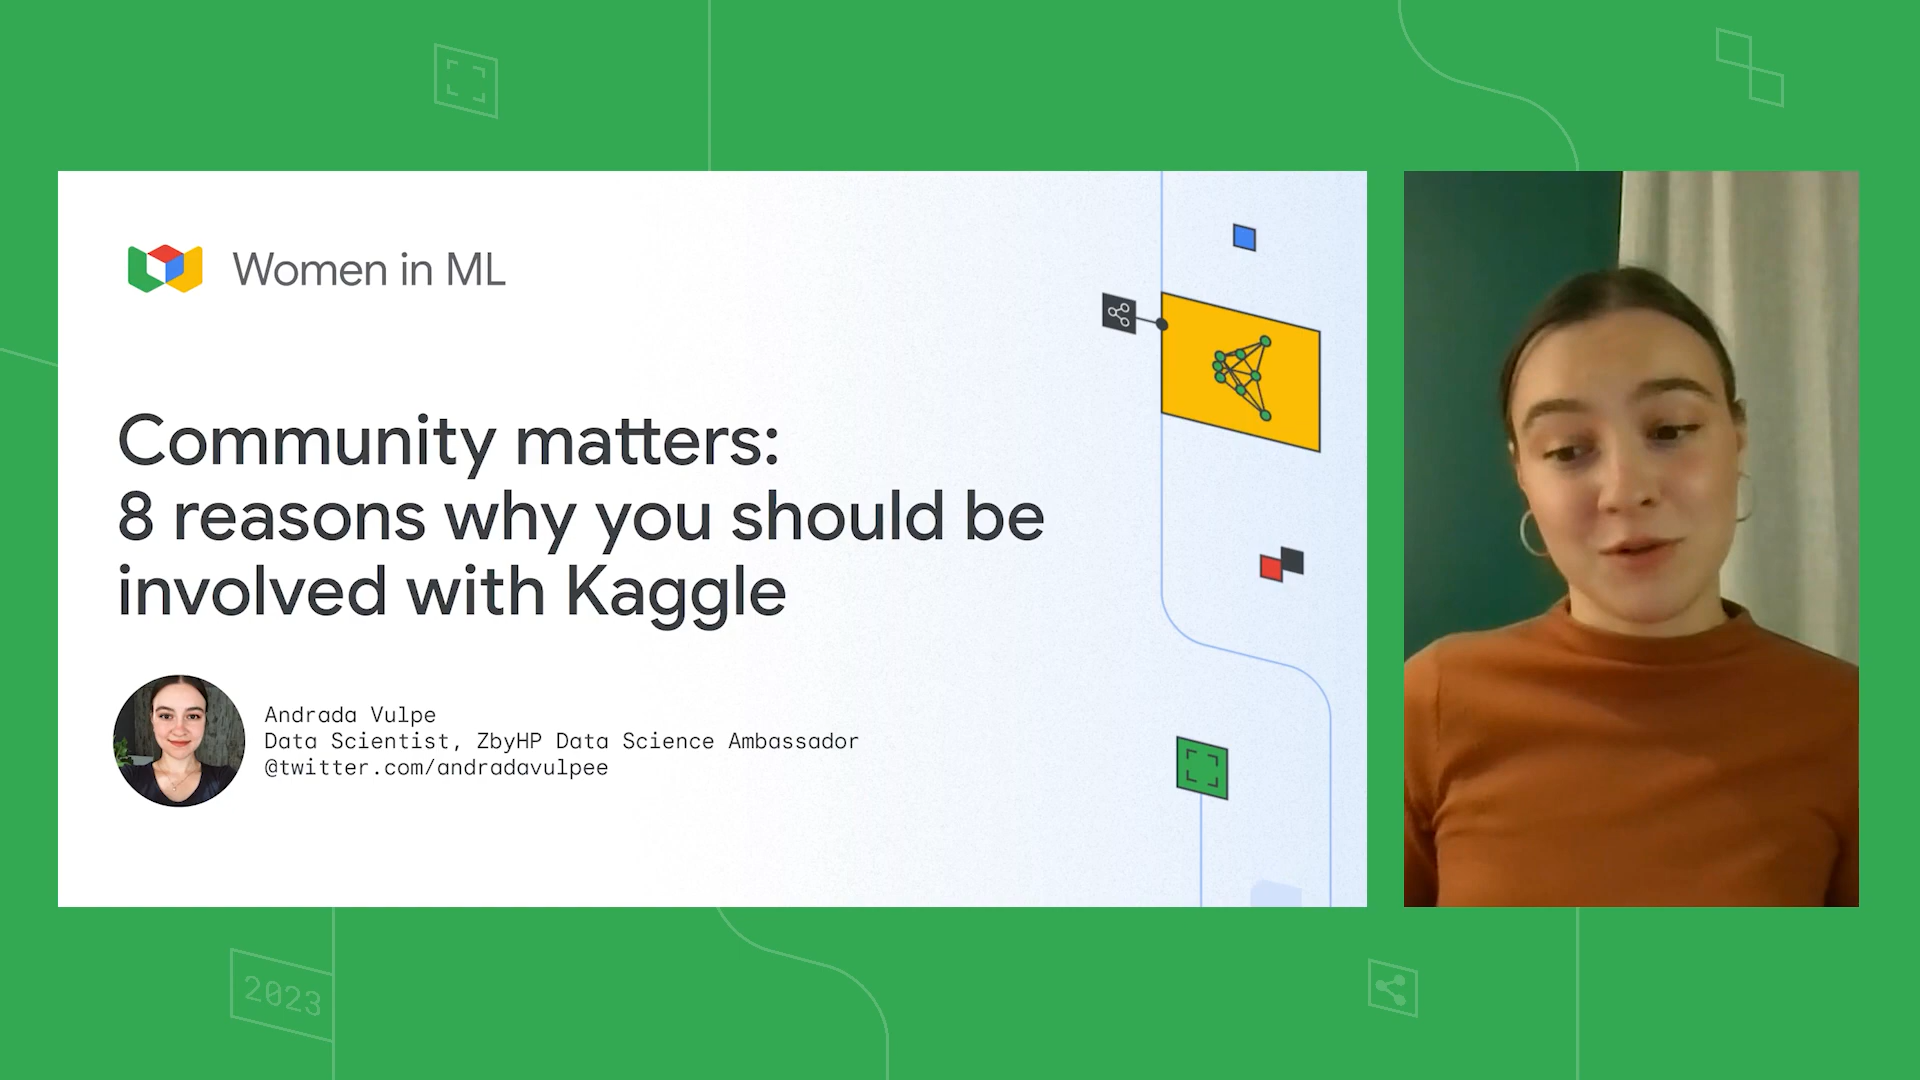 Women in ML
Community matters:
8 reasons why you should be
involved with Kaggle
Andrada Vulpe
Data Scientist, ZbyHP Data Science Ambassador
@twitter.com/andradavulpee
2023